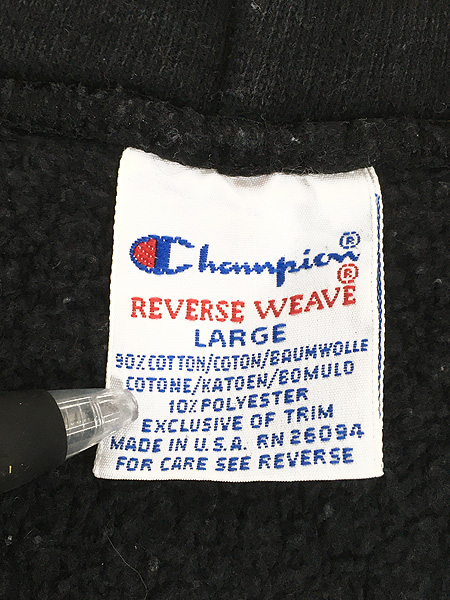 Champion®
REVERSE WEAVE®
LARGE
90% COTTON/COTON/BAUMWOLLE
COTONE/KATOEN/BOMULD
10% POLYESTER
EXCLUSIVE OF TRIM
MADE IN U.S.A. RN 26094
FOR CARE SEE REVERSE